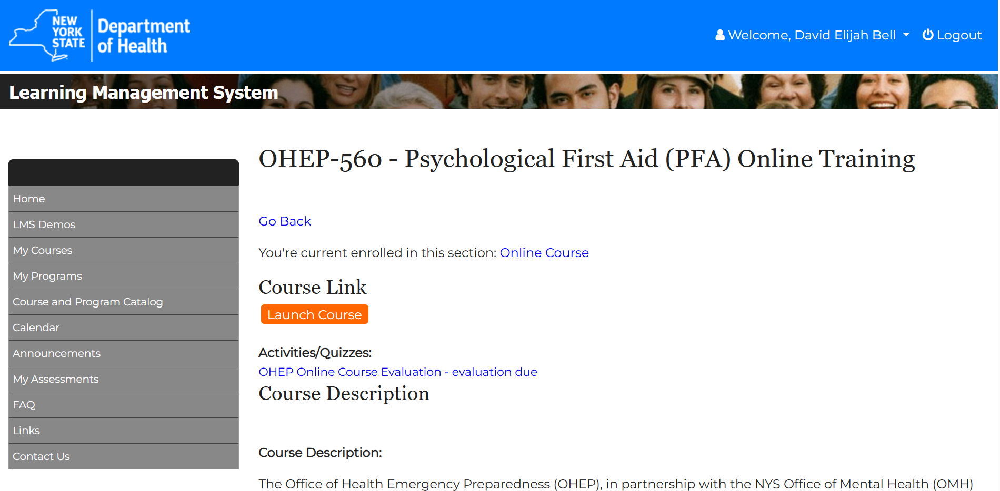 NEW
YORK
STATE
Department
of Health
Welcome, David Elijah Bell
Logout
Learning Management System
Home
LMS Demos
My Courses
My Programs
Course and Program Catalog
Calendar
Announcements
My Assessments
FAQ
Links
Contact Us
OHEP-560 - Psychological First Aid (PFA) Online Training
Go Back
You're current enrolled in this section: Online Course
Course Link
Launch Course
Activities/Quizzes:
OHEP Online Course Evaluation - evaluation due
Course Description
Course Description:
The Office of Health Emergency Preparedness (OHEP), in partnership with the NYS Office of Mental Health (OMH)